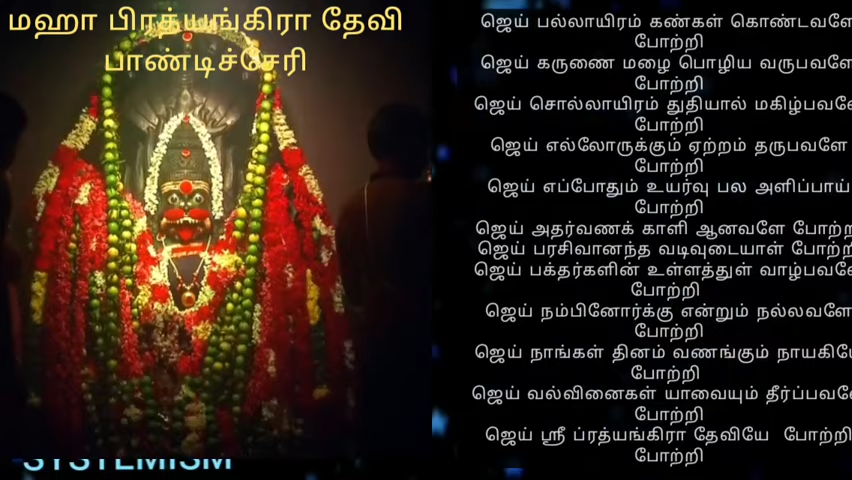 மஹா பிரத்யங்கிரா தேவி
பாண்டிச்சேரி
SYSTEMISM
ஜெய் பல்லாயிரம் கண்கள் கொண்டவளே
போற்றி
ஜெய் கருணை மழை பொழிய வருபவளே
போற்றி
ஜெய் சொல்லாயிரம் துதியால் மகிழ்பவளே
போற்றி
ஜெய் எல்லோருக்கும் ஏற்றம் தருபவளே
போற்றி
ஜெய் எப்போதும் உயர்வு பல அளிப்பாய்
போற்றி
ஜெய் அதர்வணக் காளி ஆனவளே போற்றி
ஜெய் பரசிவானந்த வடிவுடையாள் போற்றி
ஜெய் பக்தர்களின் உள்ளத்துள் வாழ்பவளே
போற்றி
ஜெய் நம்பினோர்க்கு என்றும் நல்லவளே
போற்றி
ஜெய் நாங்கள் தினம் வணங்கும் நாயகியே
போற்றி
ஜெய் வல்வினைகள் யாவையும் தீர்ப்பவளே
போற்றி
ஜெய் ஸ்ரீ ப்ரத்யங்கிரா தேவியே போற்றி
போற்றி